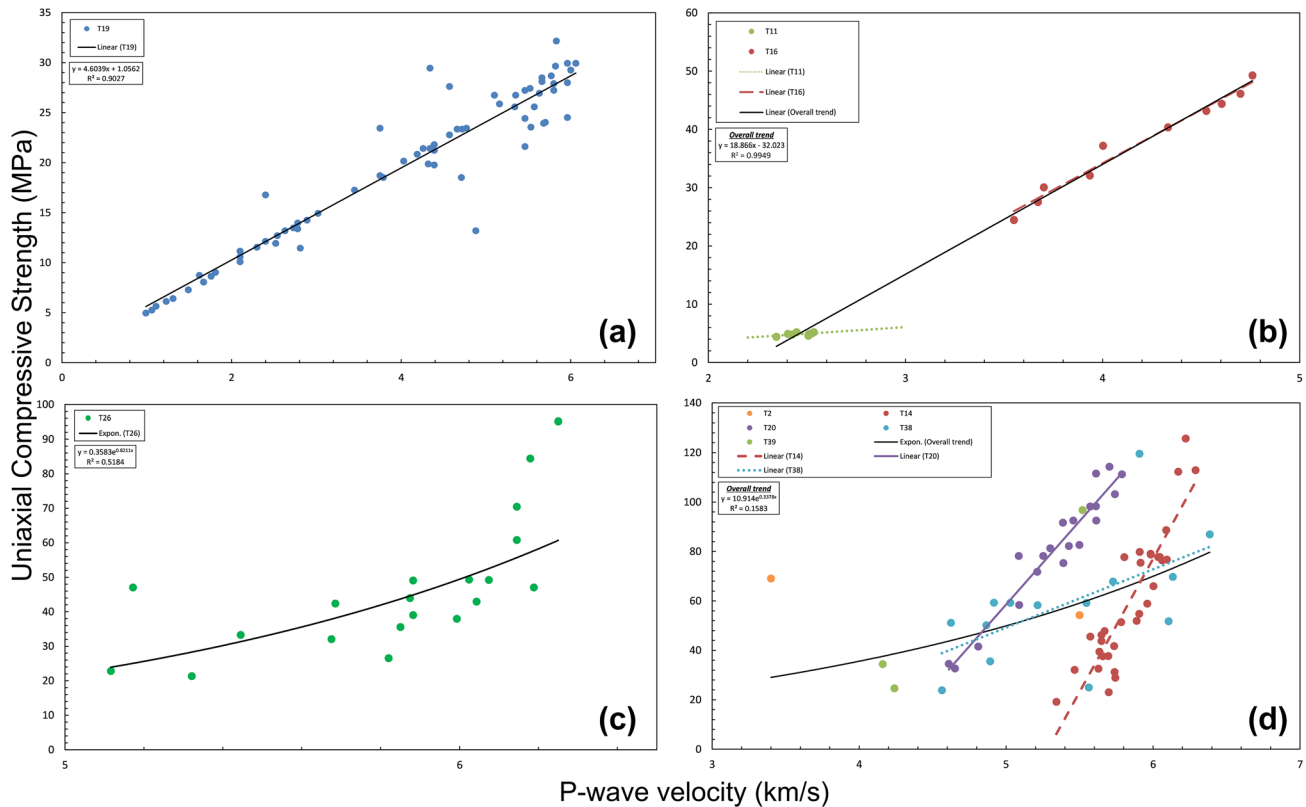 Uniaxial Compressive Strength (MPa)
35
30
25
20
15
10
5
0
0
2
4
6
T19
Linear (T19)
y = 4.6039x + 1.0562
R² = 0.9027
(a)
60
50
40
30
20
10
0
2
3
4
5
T11
T16
Linear (T11)
Linear (T16)
Linear (Overall trend)
Overall trend
y = 18.866x - 32.023
R² = 0.9949
(b)
100
90
80
70
60
50
40
30
20
10
0
5
6
T26
Expon. (T26)
y = 0.3583e^0.8211x
R² = 0.5184
(c)
140
120
100
80
60
40
20
0
3
4
5
6
7
T2 T14
T20 T38
T39 Expon. (Overall trend)
Linear (T14) Linear (T20)
Linear (T38)
Overall trend
y = 10.914e^0.3378x
R² = 0.1583
(d)
P-wave velocity (km/s)